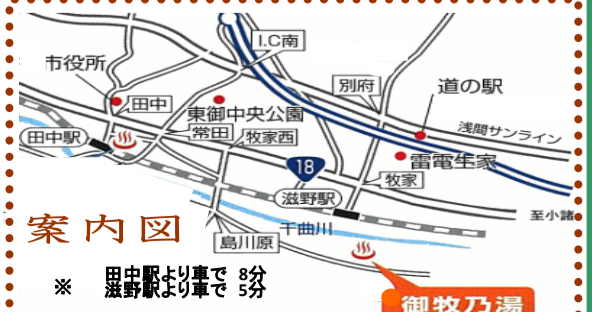 I.C南
市役所
別府
道の駅
田中
東御中央公園
浅間サンライン
田中駅
常田
牧家西
雷電生家
18
牧家
滋野駅
至小諸
案内図
千曲川
島川原
田中駅より車で 8分
※ 滋野駅より車で 5分
御牧乃湯